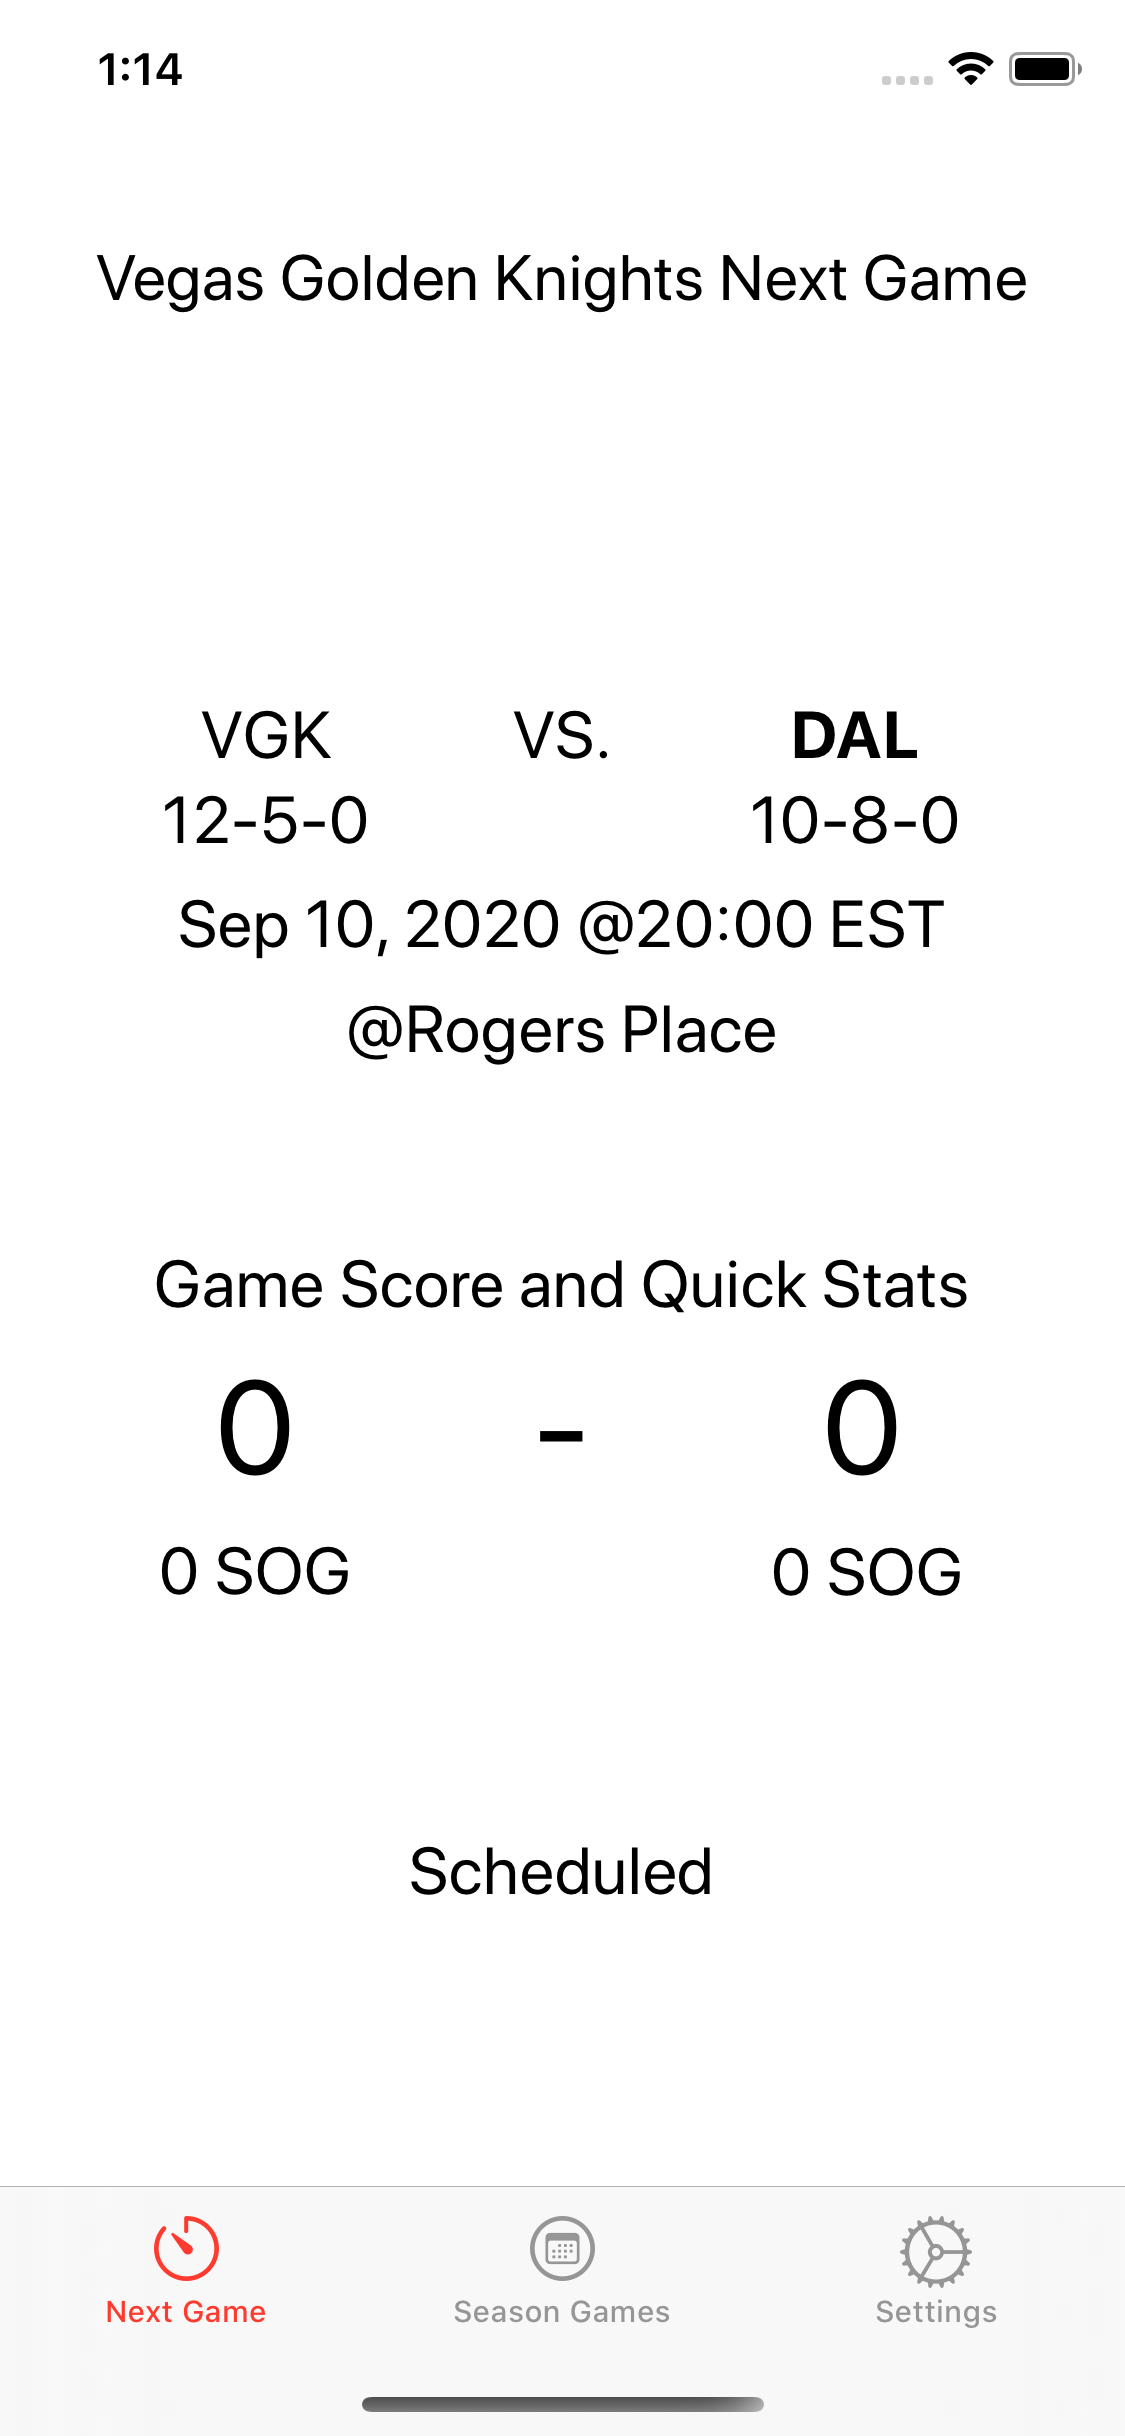 1:14
Vegas Golden Knights Next Game
VGK VS. DAL
12-5-0 10-8-0
Sep 10, 2020 @20:00 EST
@Rogers Place
Game Score and Quick Stats
0 - 0
0 SOG 0 SOG
Scheduled
Next Game Season Games Settings